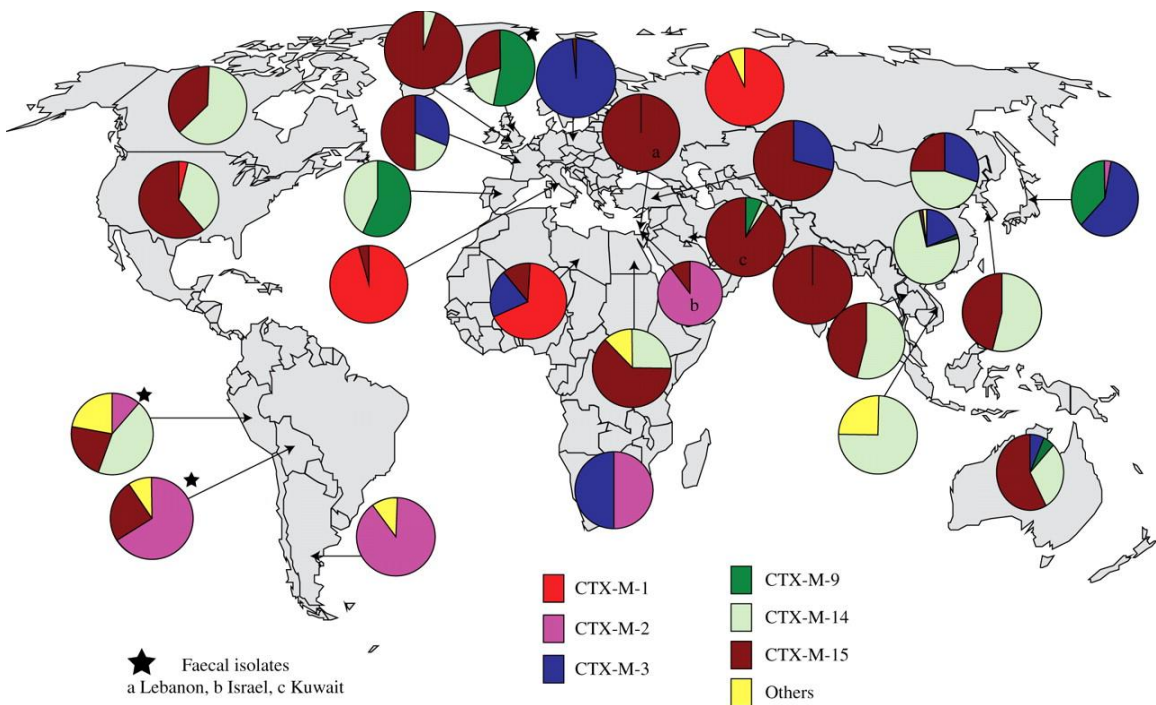 a
c
b
CTX-M-1
CTX-M-2
CTX-M-3
CTX-M-9
CTX-M-14
CTX-M-15
Others
Faecal isolates
a Lebanon, b Israel, c Kuwait